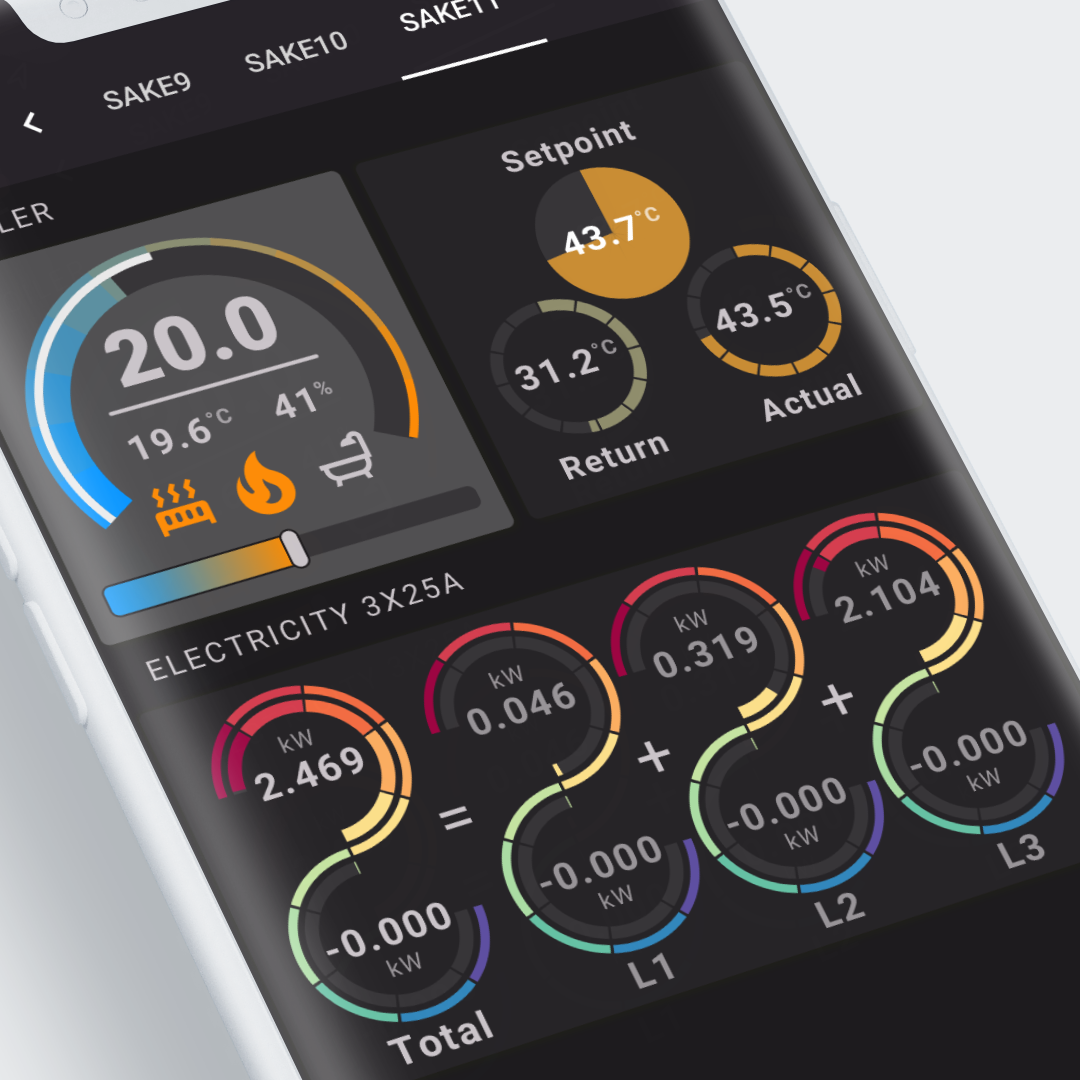 SAKE9 SAKE10 SAKE11
LER
20.0
19.6°C 41%
Setpoint
43.7°C
31.2°C
43.5°C
Return
Actual
ELECTRICITY 3X25A
kW
2.469
=
kW
0.046
+
kW
0.319
+
kW
2.104
-0.000
kW
Total
-0.000
kW
L1
-0.000
kW
L2
-0.000
kW
L3